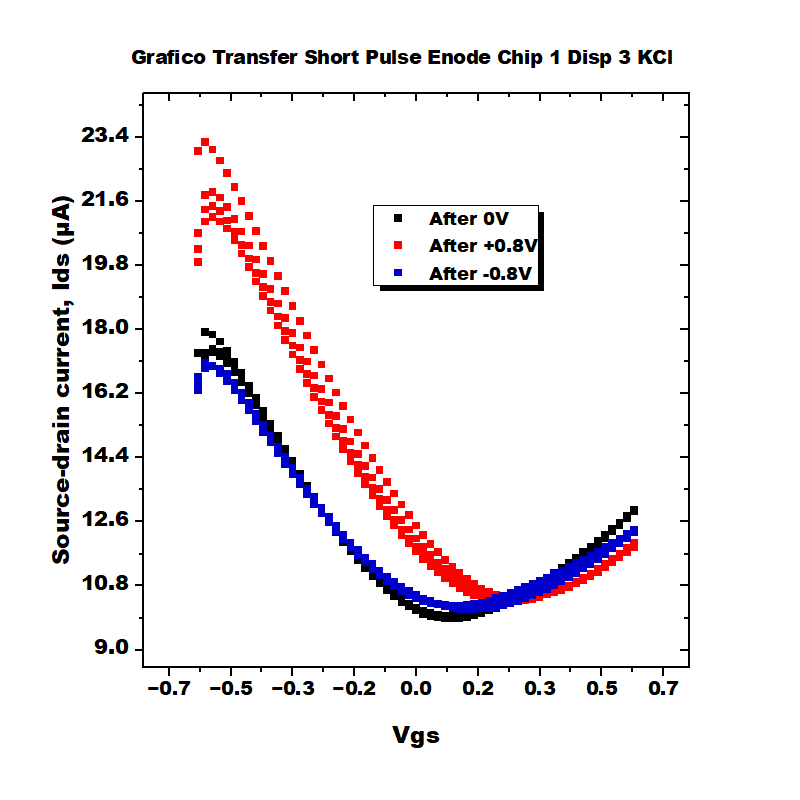 Grafico Transfer Short Pulse Enode Chip 1 Disp 3 KCl
Source-drain current, Ids (µA)
23.4
21.6
19.8
18.0
16.2
14.4
12.6
10.8
9.0
After 0V
After +0.8V
After -0.8V
−0.7 −0.5 −0.3 −0.2 0.0 0.2 0.3 0.5 0.7
Vgs